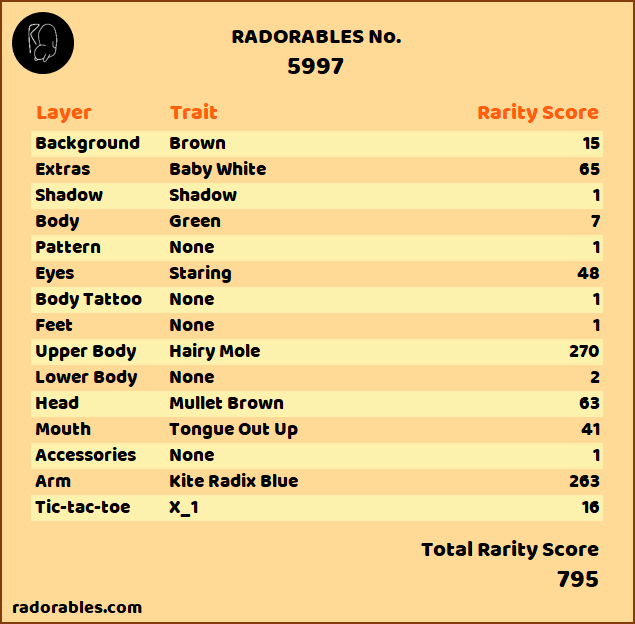 RADORABLES No.
5997
Layer Trait Rarity Score
Background Brown 15
Extras Baby White 65
Shadow Shadow 1
Body Green 7
Pattern None 1
Eyes Staring 48
Body Tattoo None 1
Feet None 1
Upper Body Hairy Mole 270
Lower Body None 2
Head Mullet Brown 63
Mouth Tongue Out Up 41
Accessories None 1
Arm Kite Radix Blue 263
Tic-tac-toe X_1 16
Total Rarity Score
795
radorables.com